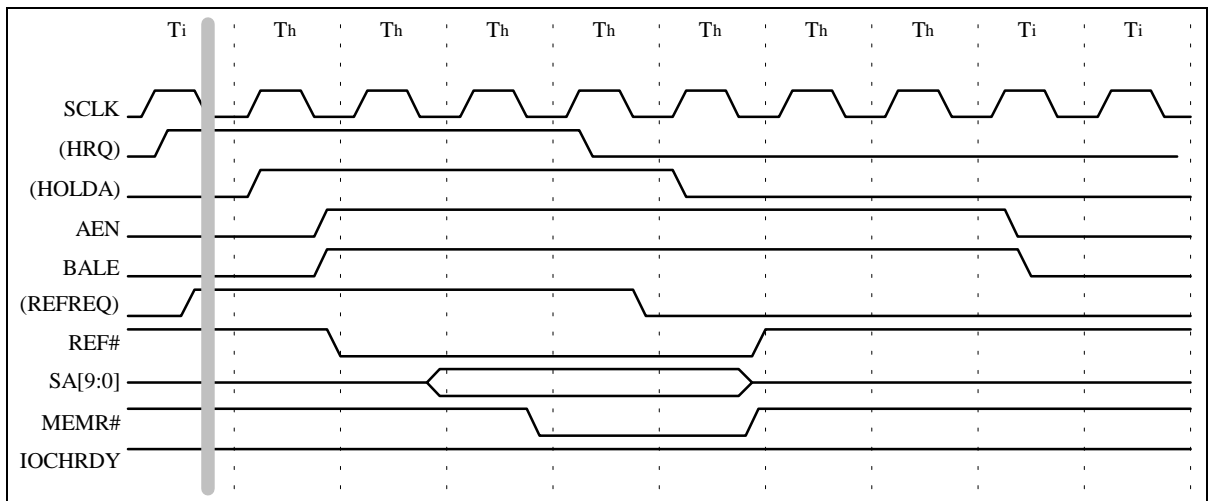 Ti Th Th Th Th Th Th Th Ti Ti
SCLK
(HRQ)
(HOLDA)
AEN
BALE
(REFREQ)
REF#
SA[9:0]
MEMR#
IOCHRDY